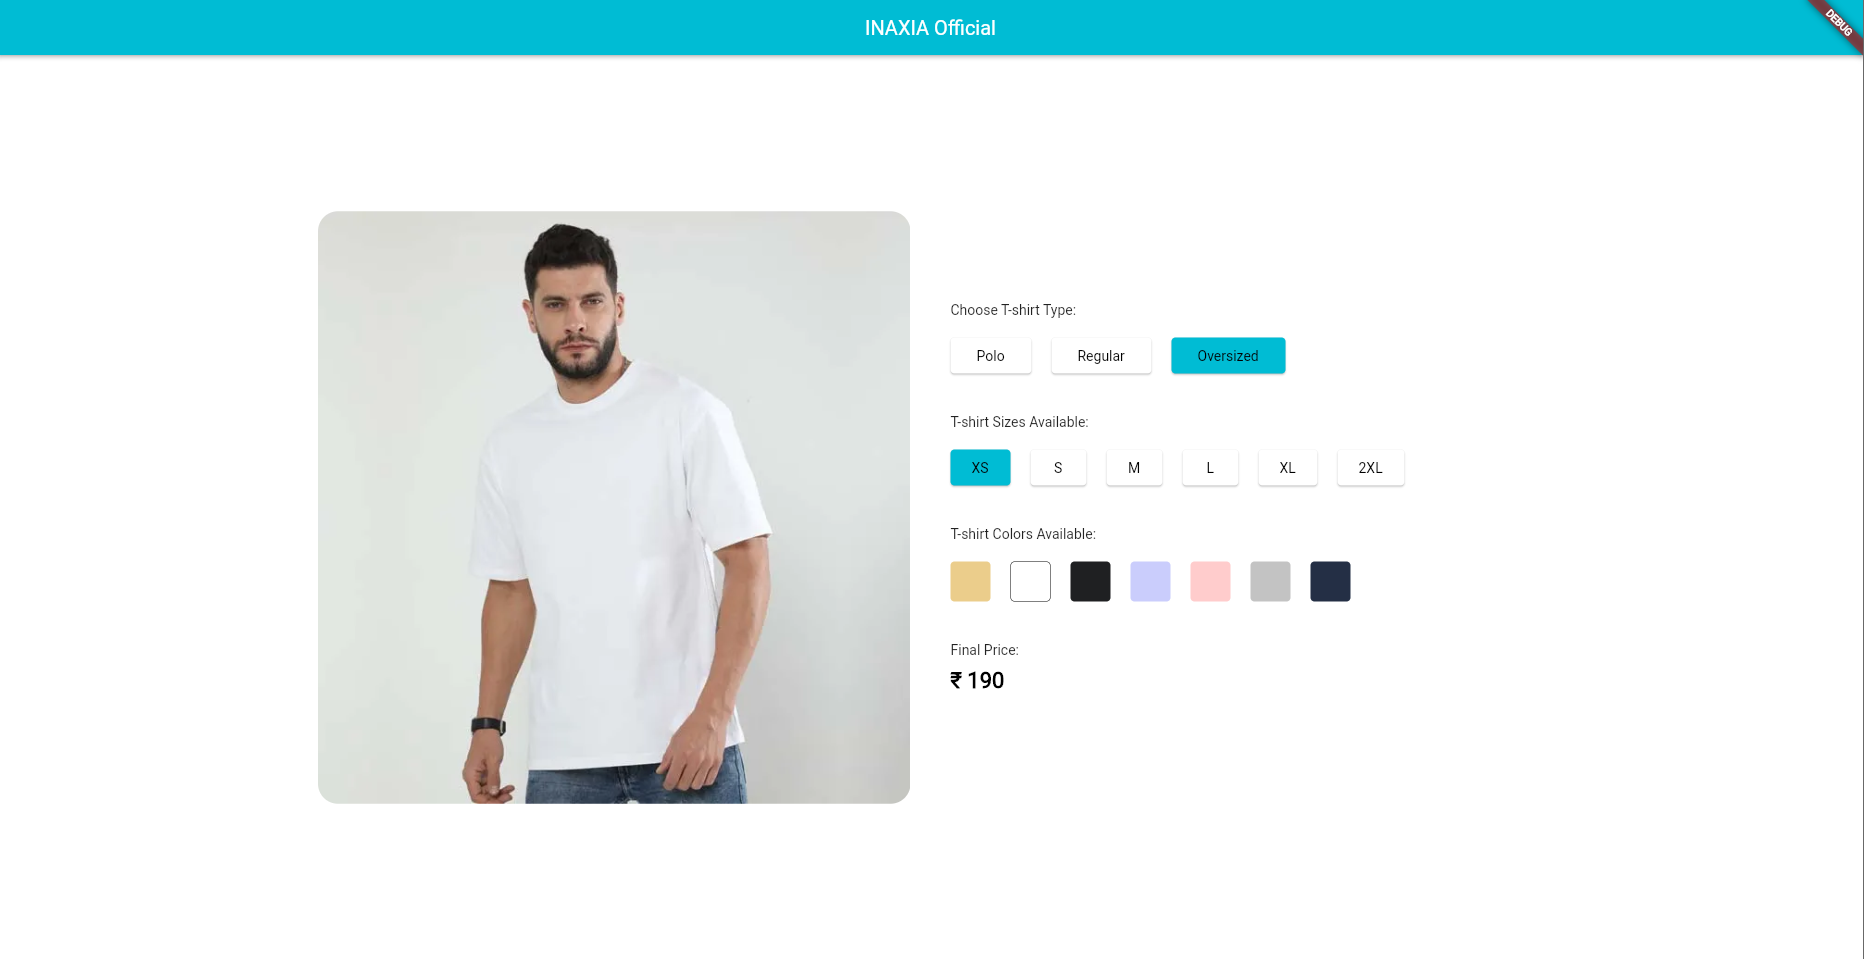 INAXIA Official
DEBUG
Choose T-shirt Type:
Polo Regular Oversized
T-shirt Sizes Available:
XS S M L XL 2XL
T-shirt Colors Available:
Final Price:
₹ 190